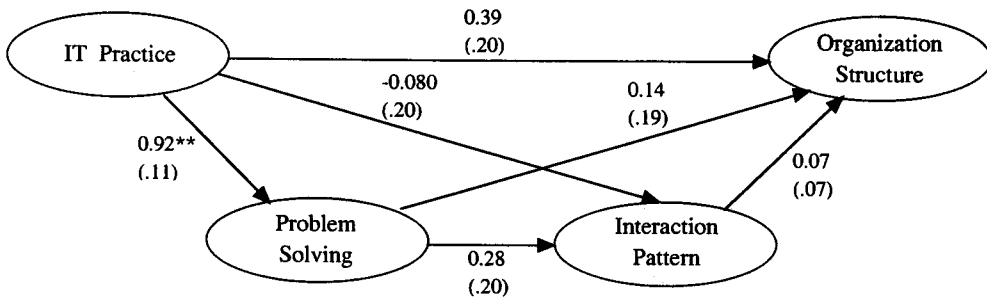 0.39
(.20)
IT Practice
Organization
Structure
-0.080
(.20)
0.14
(.19)
0.92**
(.11)
0.07
(.07)
Problem
Solving
Interaction
Pattern
0.28
(.20)